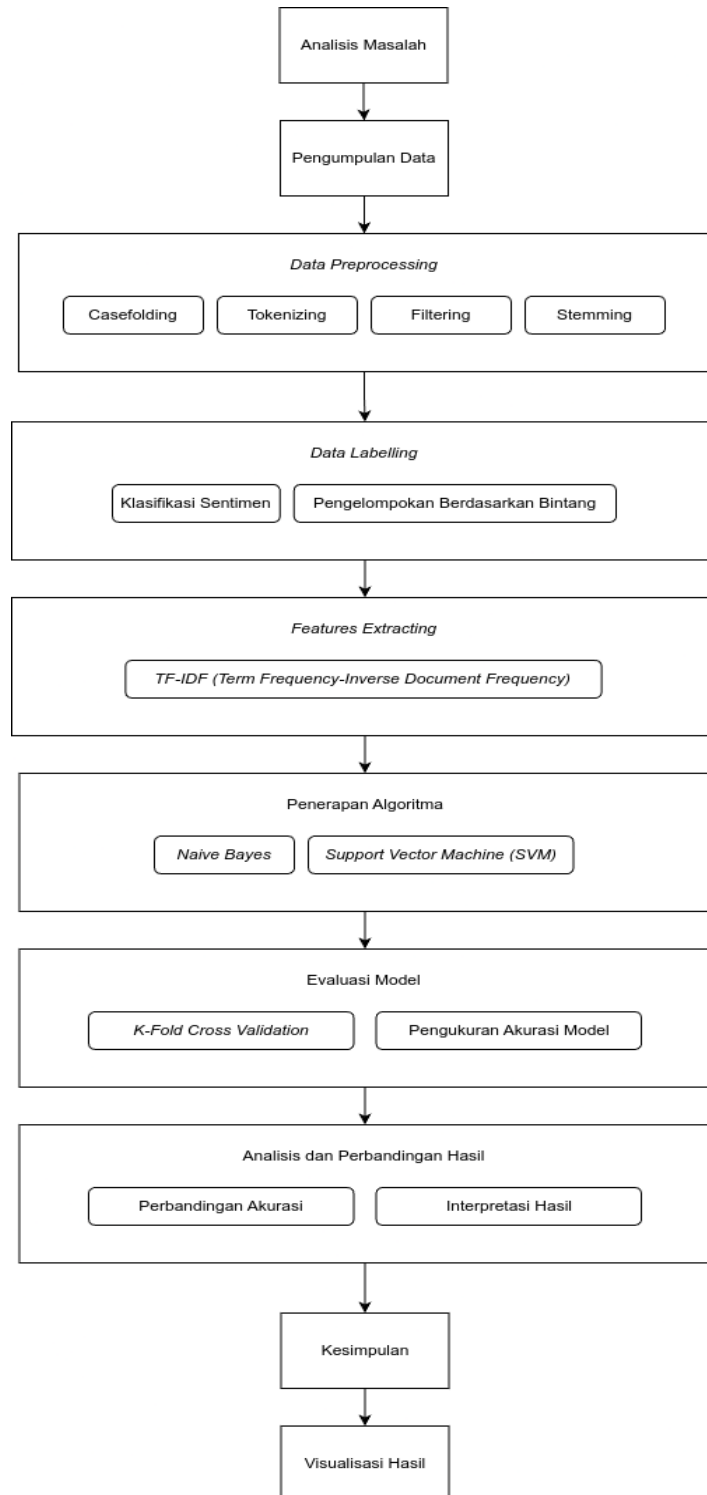 Analisis Masalah
Pengumpulan Data
Data Preprocessing
Casefolding
Tokenizing
Filtering
Stemming
Data Labelling
Klasifikasi Sentimen
Pengelompokan Berdasarkan Bintang
Features Extracting
TF-IDF (Term Frequency-Inverse Document Frequency)
Penerapan Algoritma
Naive Bayes
Support Vector Machine (SVM)
Evaluasi Model
K-Fold Cross Validation
Pengukuran Akurasi Model
Analisis dan Perbandingan Hasil
Perbandingan Akurasi
Interpretasi Hasil
Kesimpulan
Visualisasi Hasil